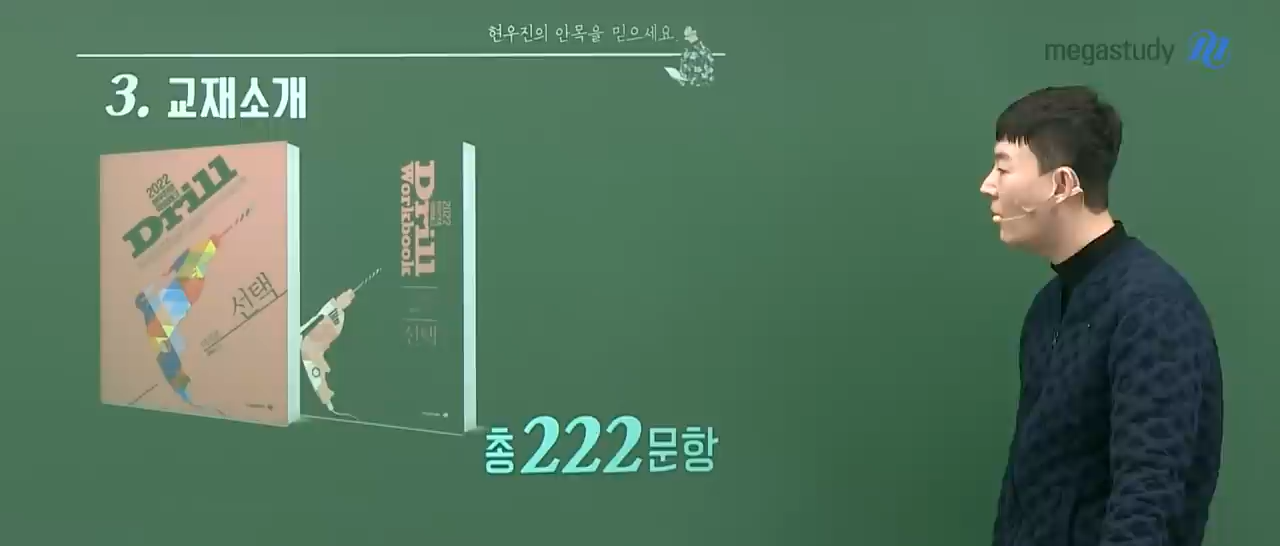 현우진의 안목을 믿으세요
megastudy
3. 교재소개
2022
Drill
선택
2022
Drill
Workbook
선택
총 222문항